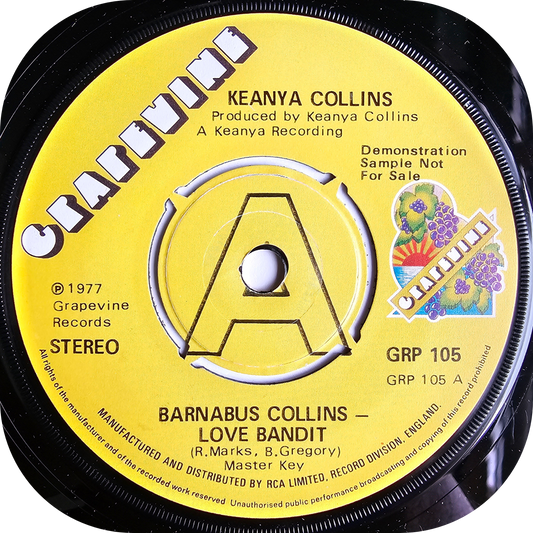 GRAPEVINE
KEANYA COLLINS
Produced by Keanya Collins
A Keanya Recording
Demonstration
Sample Not
For Sale
A
GRAPEVINE
℗ 1977
Grapevine
Records
STEREO
GRP 105
GRP 105 A
BARNABUS COLLINS —
LOVE BANDIT
(R.Marks, B.Gregory)
Master Key
MANUFACTURED AND DISTRIBUTED BY RCA LIMITED, RECORD DIVISION, ENGLAND.
All rights of the manufacturer and of the recorded work reserved Unauthorised public performance broadcasting and copying of this record prohibited